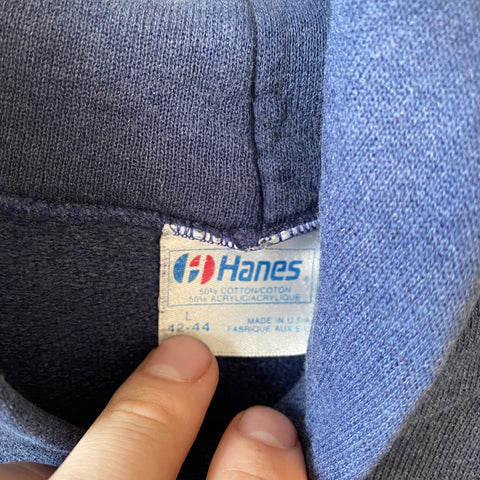 Hanes
50% COTTON/COTON
50% ACRYLIC/ACRYLIQUE
L
42-44
MADE IN U.S.
FABRIQUE AUX E.